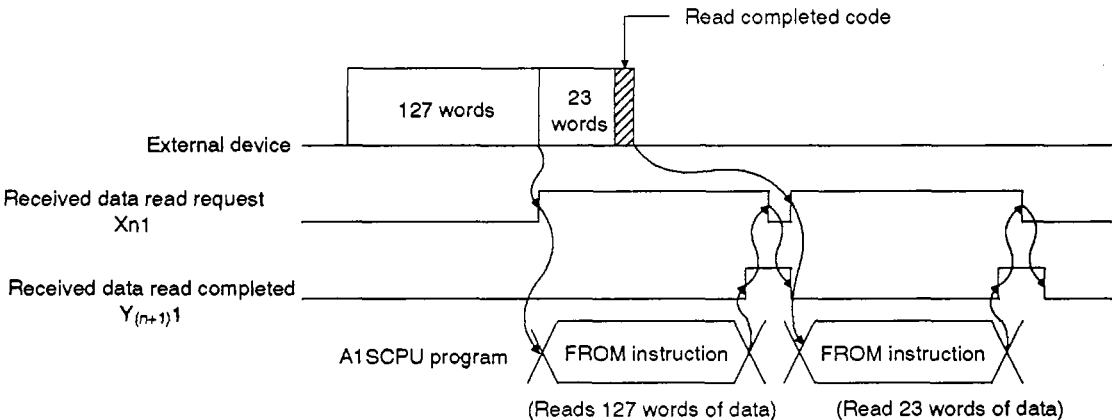 Read completed code
127 words
23
words
External device
Received data read request
Xn1
Received data read completed
Y(n+1)1
A1SCPU program
FROM instruction
FROM instruction
(Reads 127 words of data)
(Read 23 words of data)